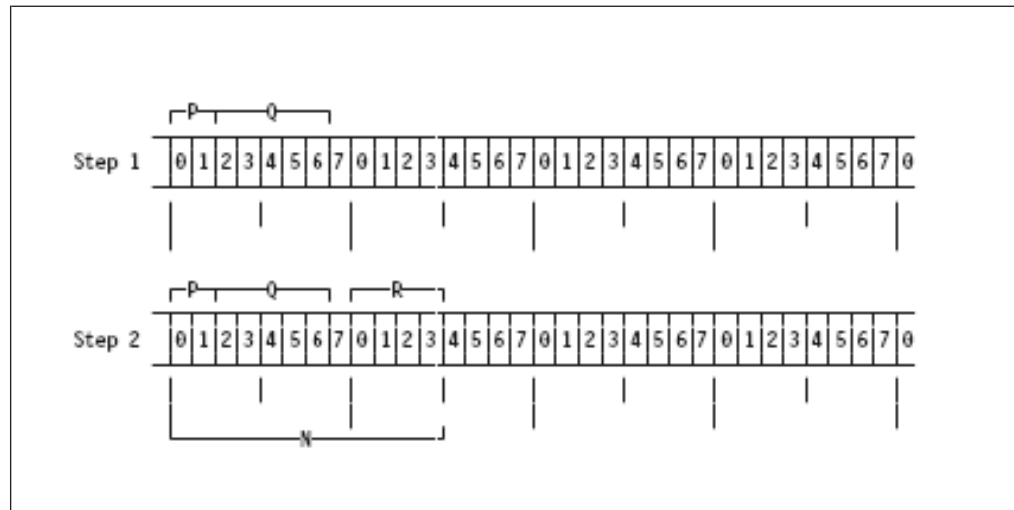 P Q
Step 1 0 1 2 3 4 5 6 7 0 1 2 3 4 5 6 7 0 1 2 3 4 5 6 7 0 1 2 3 4 5 6 7 0
P Q R
Step 2 0 1 2 3 4 5 6 7 0 1 2 3 4 5 6 7 0 1 2 3 4 5 6 7 0 1 2 3 4 5 6 7 0
N